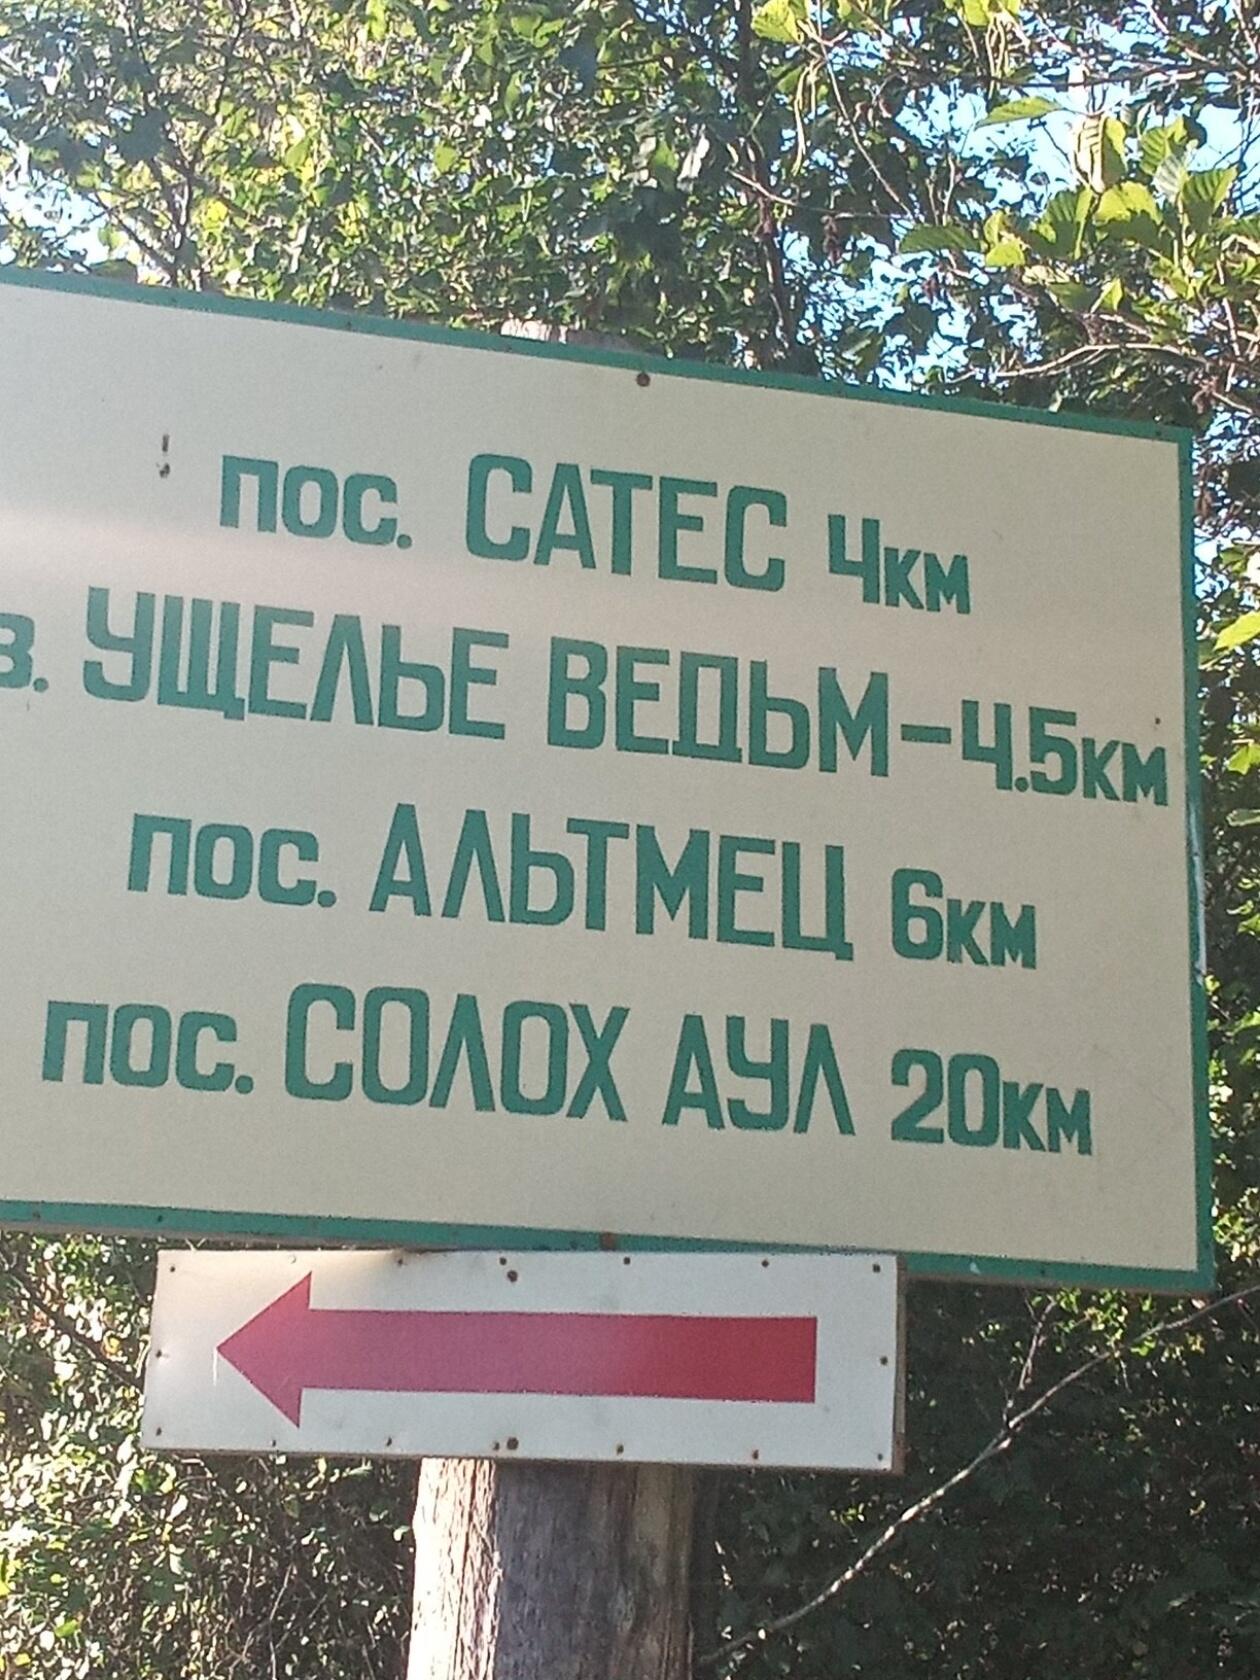 пос. САТЕС 4км
УЩЕЛЬЕ ВЕДЬМ-4.5км
пос. АЛЬТМЕЦ 6км
пос. СОЛОХ АУЛ 20км